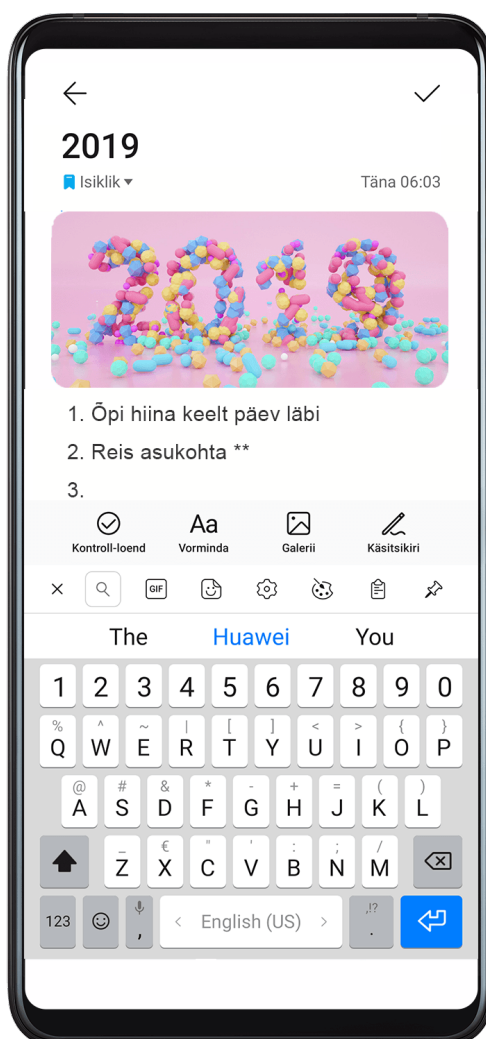 2019
Isiklik Täna 06:03
2019
1. Õpi hiina keelt päev läbi
2. Reis asukohta **
3.
Kontroll-loend Vorminda Galerii Käsitsikiri
Aa
GIF
The Huawei You
1 2 3 4 5 6 7 8 9 0
% ^ ~ | [ ] < > { }
Q W E R T Y U I O P
@ # & * - + = ( )
A S D F G H J K L
_ € " ' : ; /
Z X C V B N M
123 , < English (US) > ,!? .